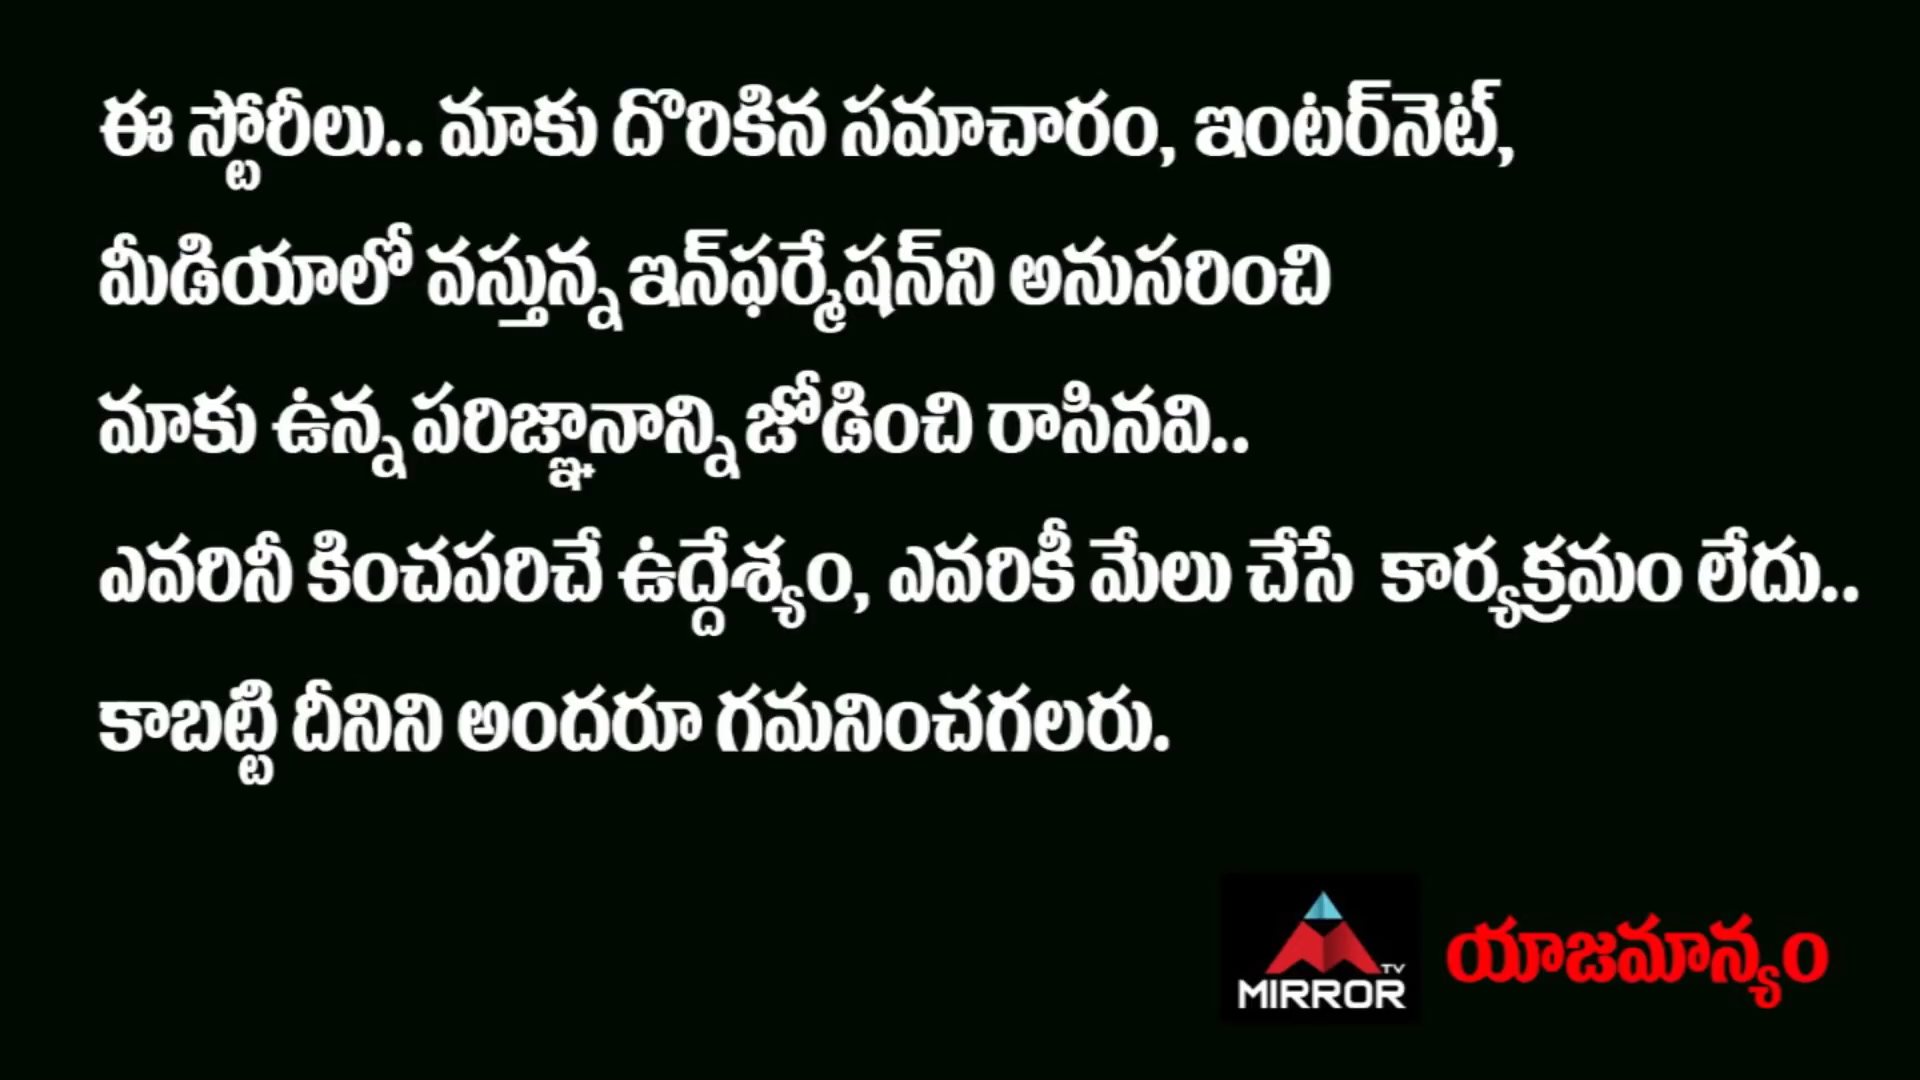 ఈ స్టోరీలు.. మాకు దొరికిన సమాచారం, ఇంటర్‌నెట్,
మీడియాలో వస్తున్న ఇన్‌ఫర్మేషన్‌ని అనుసరించి
మాకు ఉన్న పరిజ్ఞానాన్ని జోడించి రాసినవి..
ఎవరినీ కించపరిచే ఉద్దేశ్యం, ఎవరికీ మేలు చేసే కార్యక్రమం లేదు..
కాబట్టి దీనిని అందరూ గమనించగలరు.
TV
MIRROR
యాజమాన్యం